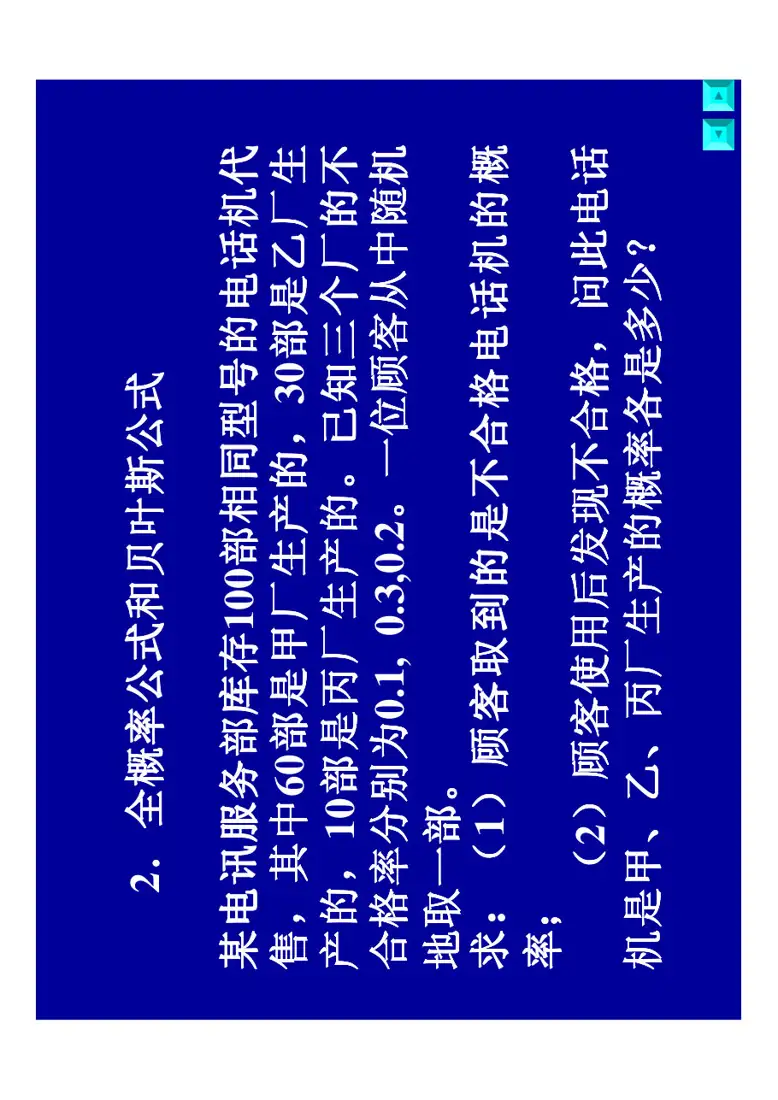 2. 全概率公式和贝叶斯公式
某电讯服务部库存100部相同型号的电话机代
售，其中60部是甲厂生产的，30部是乙厂生
产的，10部是丙厂生产的。已知三个厂的不
合格率分别为0.1, 0.3,0.2。一位顾客从中随机
地取一部。
求：（1）顾客取到的是不合格电话机的概
率；
（2）顾客使用后发现不合格，问此电话
机是甲、乙、丙厂生产的概率各是多少?